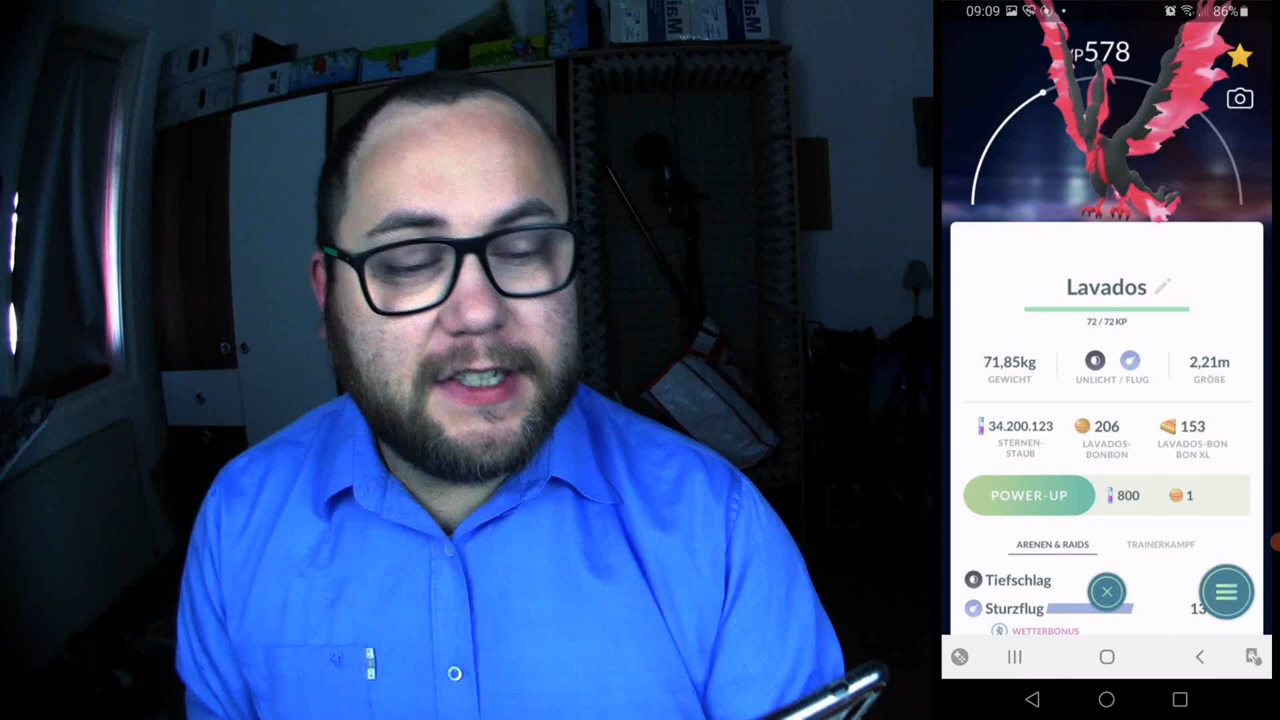 09:09
86%
WP578
Lavados
72 / 72 KP
71,85kg
GEWICHT
UNLICHT / FLUG
2,21m
GRÖßE
34.200.123
STERNEN-
STAUB
206
LAVADOS-
BONBON
153
LAVADOS-BON
BON XL
POWER-UP
800
1
ARENEN & RAIDS
TRAINERKAMPF
Tiefschlag
Sturzflug
13
WETTERBONUS